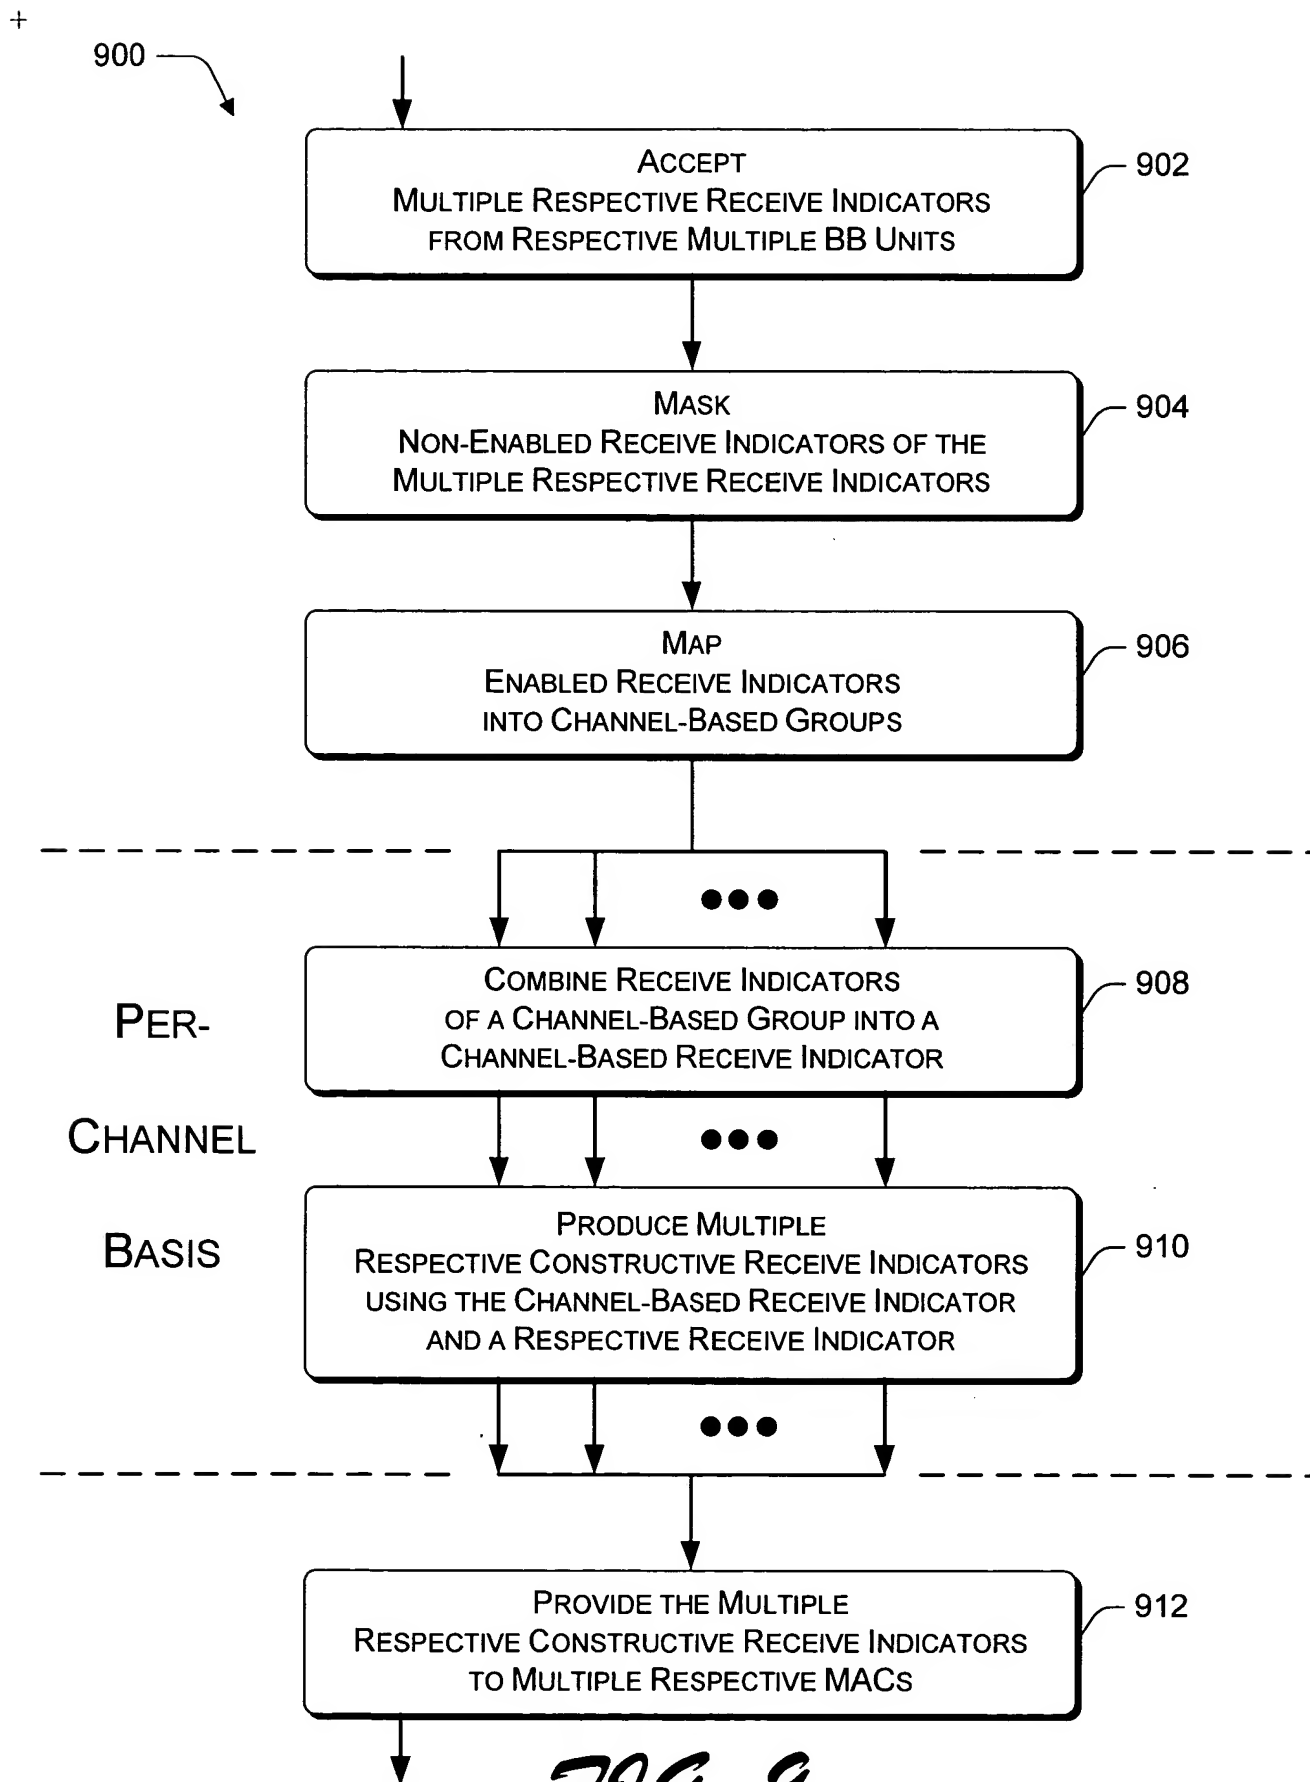 +
900
ACCEPT
MULTIPLE RESPECTIVE RECEIVE INDICATORS
FROM RESPECTIVE MULTIPLE BB UNITS
902
MASK
NON-ENABLED RECEIVE INDICATORS OF THE
MULTIPLE RESPECTIVE RECEIVE INDICATORS
904
MAP
ENABLED RECEIVE INDICATORS
INTO CHANNEL-BASED GROUPS
906
COMBINE RECEIVE INDICATORS
OF A CHANNEL-BASED GROUP INTO A
CHANNEL-BASED RECEIVE INDICATOR
908
PER-
CHANNEL
BASIS
PRODUCE MULTIPLE
RESPECTIVE CONSTRUCTIVE RECEIVE INDICATORS
USING THE CHANNEL-BASED RECEIVE INDICATOR
AND A RESPECTIVE RECEIVE INDICATOR
910
PROVIDE THE MULTIPLE
RESPECTIVE CONSTRUCTIVE RECEIVE INDICATORS
TO MULTIPLE RESPECTIVE MACS
912
FIG. 9